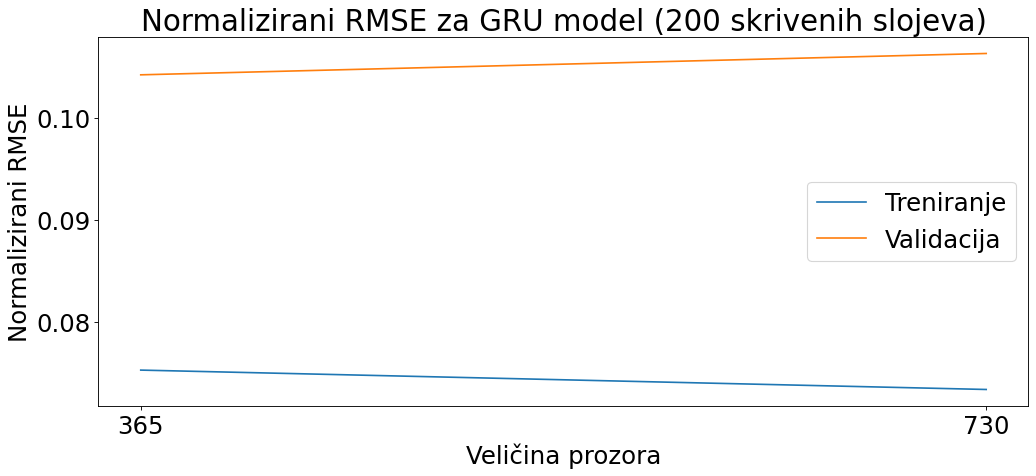 Normalizirani RMSE za GRU model (200 skrivenih slojeva)
Normalizirani RMSE
0.10
0.09
0.08
Treniranje
Validacija
365
730
Veličina prozora